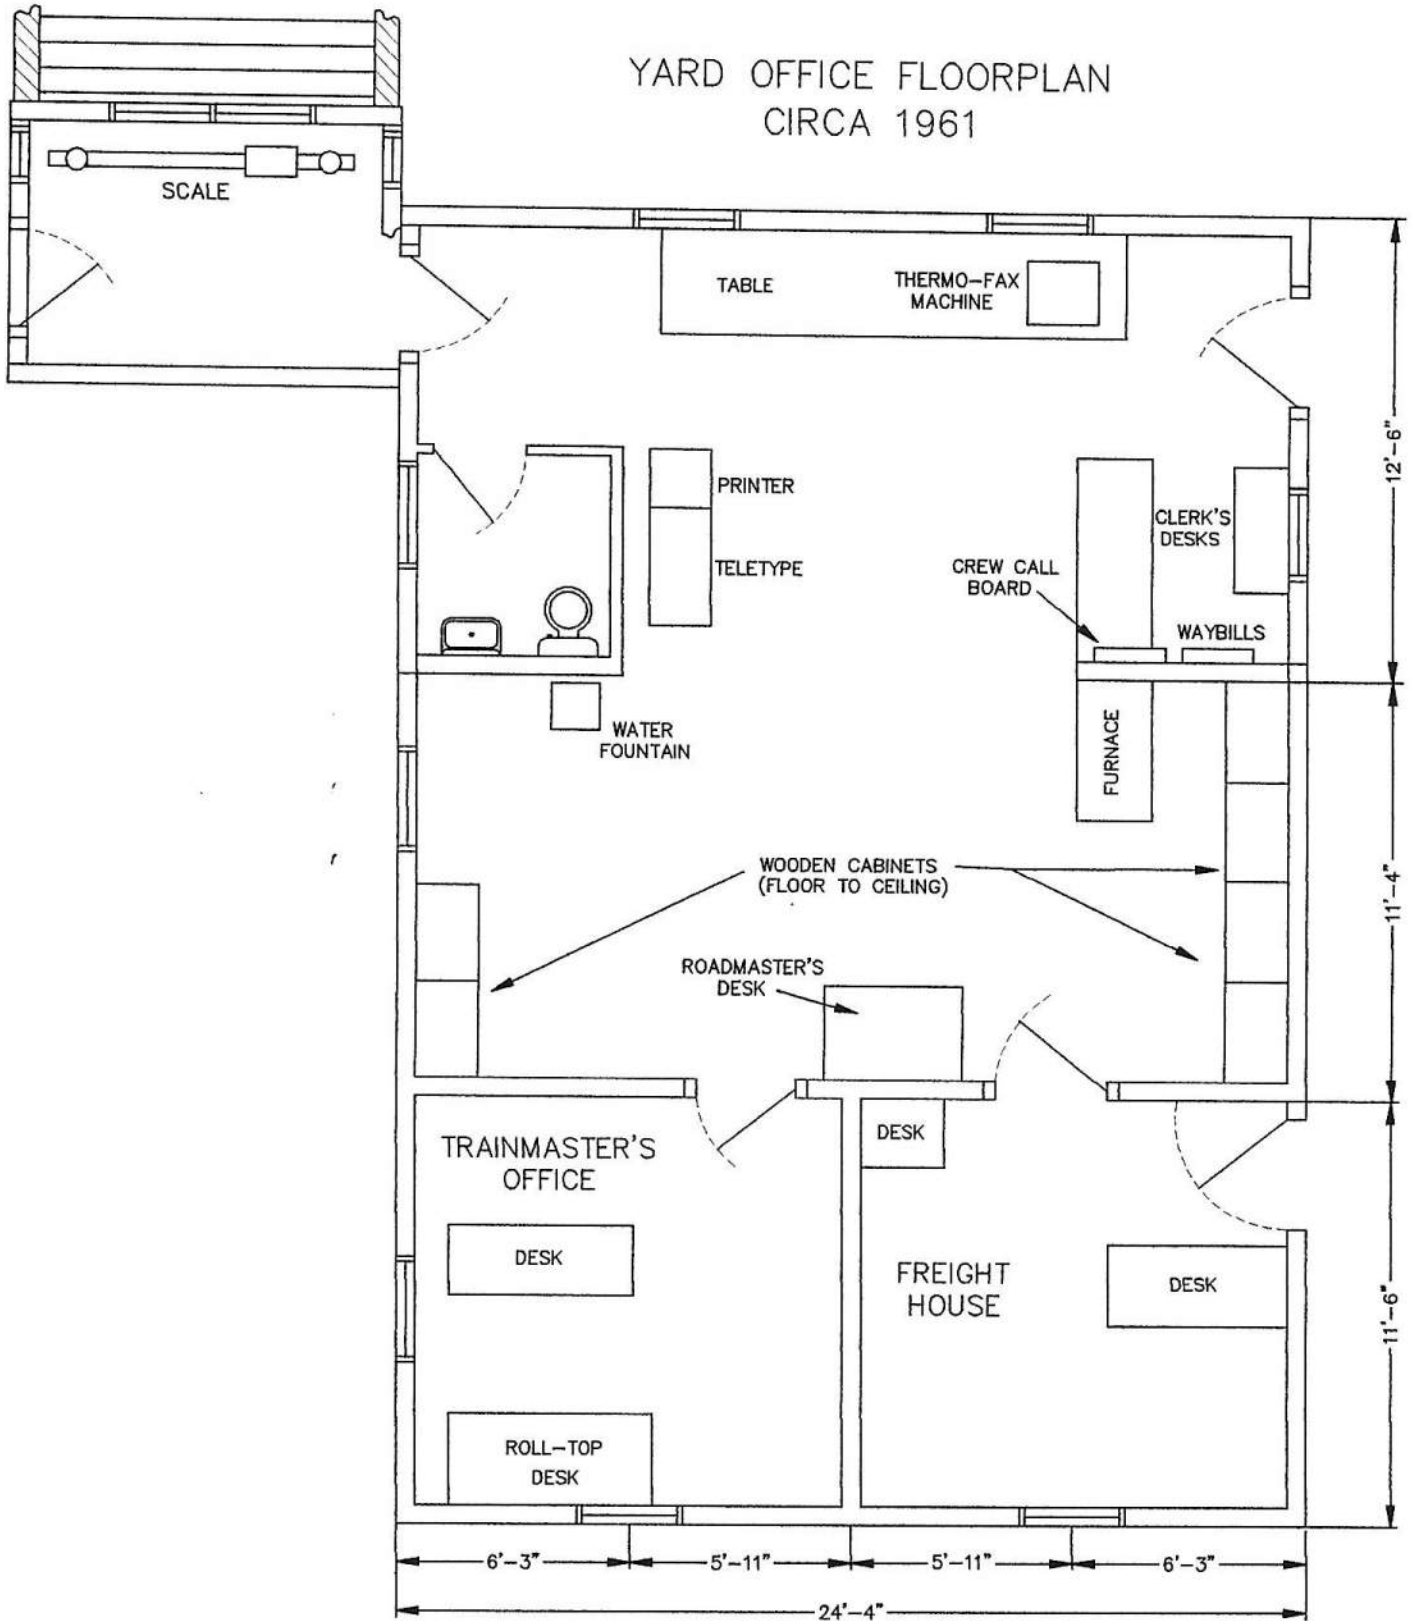 YARD OFFICE FLOORPLAN
CIRCA 1961
SCALE
TABLE
THERMO-FAX
MACHINE
PRINTER
TELETYPE
CLERK'S
DESKS
CREW CALL
BOARD
WAYBILLS
12'-6"
WATER
FOUNTAIN
FURNACE
WOODEN CABINETS
(FLOOR TO CEILING)
11'-4"
ROADMASTER'S
DESK
TRAINMASTER'S
OFFICE
DESK
DESK
FREIGHT
HOUSE
DESK
11'-6"
ROLL-TOP
DESK
6'-3"
5'-11"
5'-11"
6'-3"
24'-4"